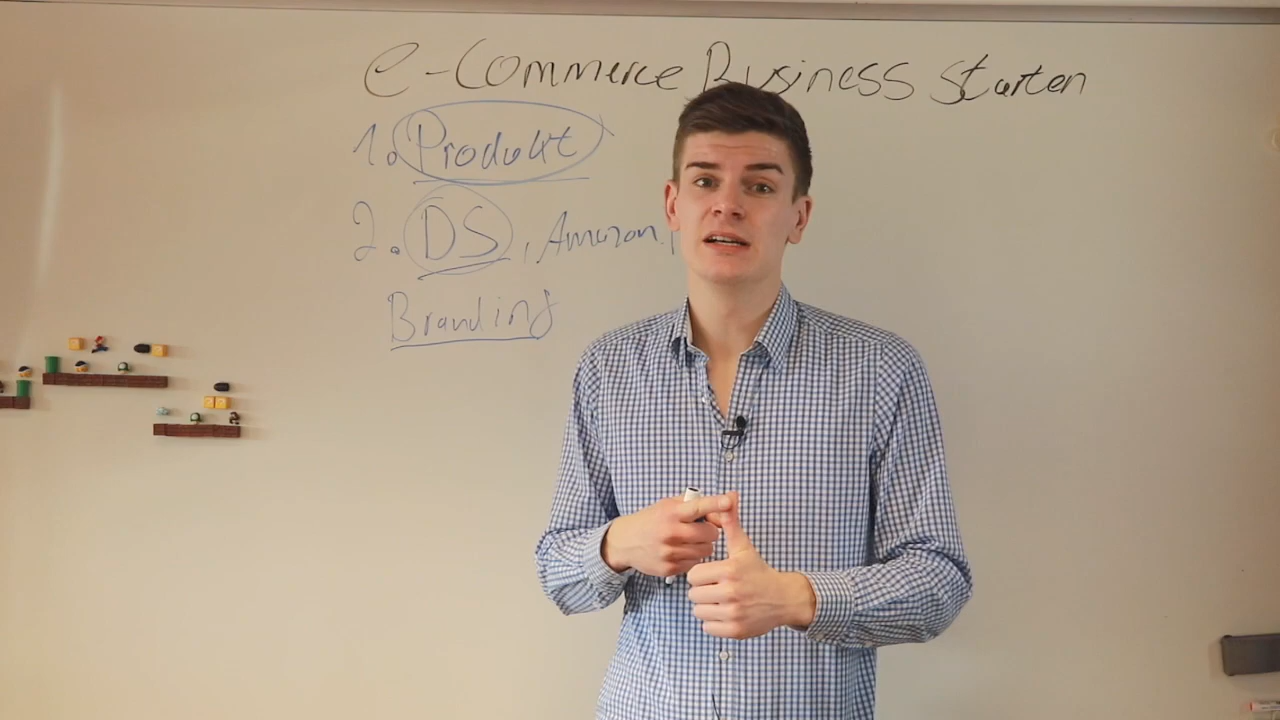 e-Commerce Business starten
1. Produkt
2. DS, Amazon,
Branding